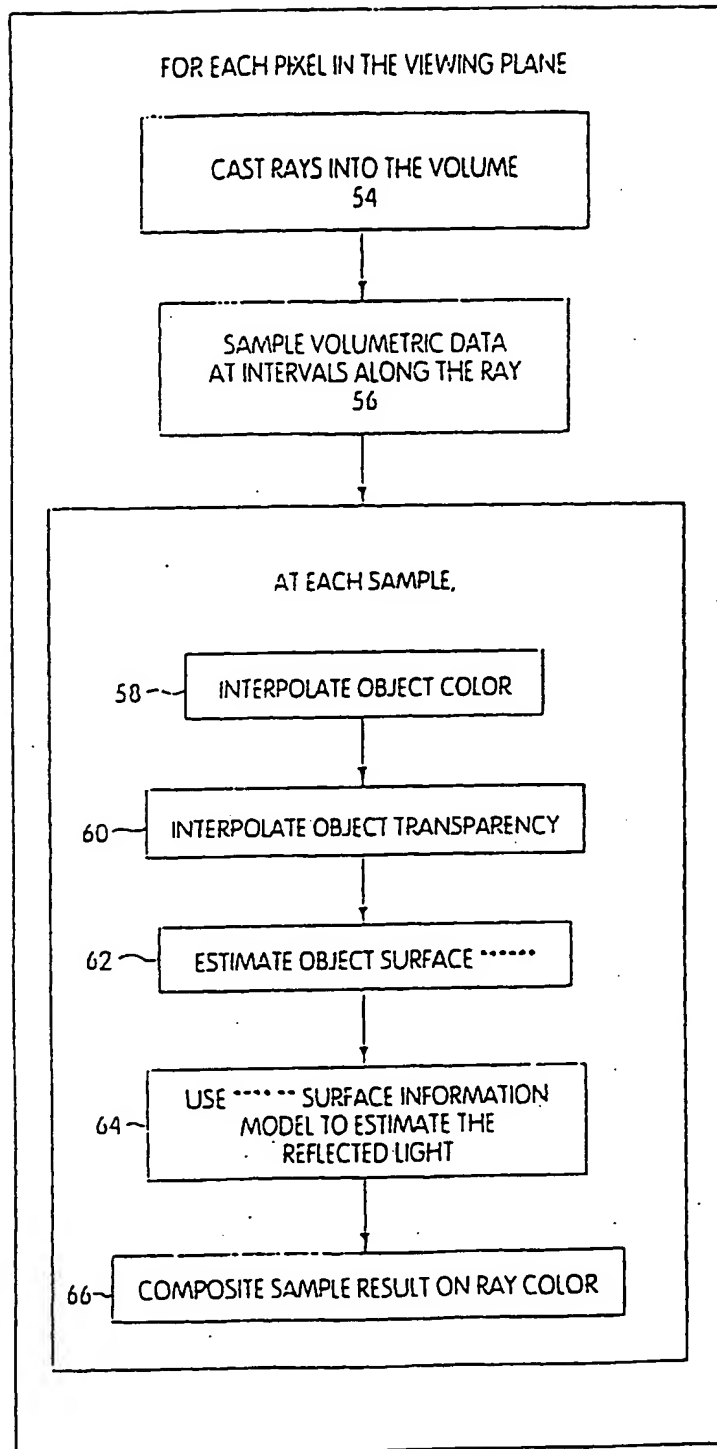 FOR EACH PIXEL IN THE VIEWING PLANE
CAST RAYS INTO THE VOLUME
54
SAMPLE VOLUMETRIC DATA
AT INTERVALS ALONG THE RAY
56
AT EACH SAMPLE,
58 INTERPOLATE OBJECT COLOR
60 INTERPOLATE OBJECT TRANSPARENCY
62 ESTIMATE OBJECT SURFACE ······
USE ······ SURFACE INFORMATION
64 MODEL TO ESTIMATE THE
REFLECTED LIGHT
66 COMPOSITE SAMPLE RESULT ON RAY COLOR